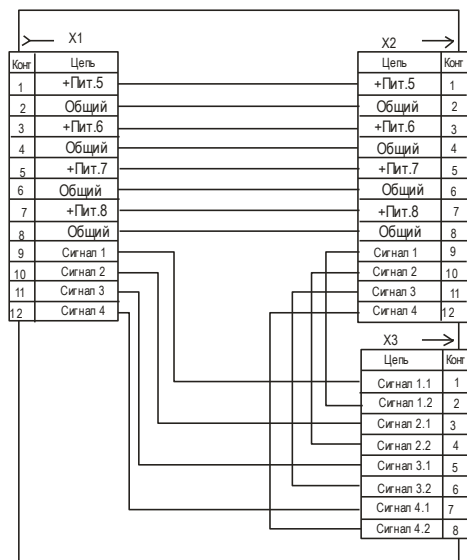 X1 X2
Конт Цепь Цепь Конт
1 +Пит.5 +Пит.5 1
2 Общий Общий 2
3 +Пит.6 +Пит.6 3
4 Общий Общий 4
5 +Пит.7 +Пит.7 5
6 Общий Общий 6
7 +Пит.8 +Пит.8 7
8 Общий Общий 8
9 Сигнал 1 Сигнал 1 9
10 Сигнал 2 Сигнал 2 10
11 Сигнал 3 Сигнал 3 11
12 Сигнал 4 Сигнал 4 12
X3
Цепь Конт
Сигнал 1.1 1
Сигнал 1.2 2
Сигнал 2.1 3
Сигнал 2.2 4
Сигнал 3.1 5
Сигнал 3.2 6
Сигнал 4.1 7
Сигнал 4.2 8